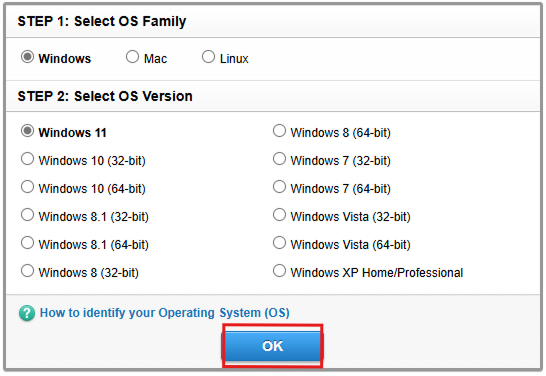 STEP 1: Select OS Family
Windows Mac Linux
STEP 2: Select OS Version
Windows 11 Windows 8 (64-bit)
Windows 10 (32-bit) Windows 7 (32-bit)
Windows 10 (64-bit) Windows 7 (64-bit)
Windows 8.1 (32-bit) Windows Vista (32-bit)
Windows 8.1 (64-bit) Windows Vista (64-bit)
Windows 8 (32-bit) Windows XP Home/Professional
? How to identify your Operating System (OS)
OK